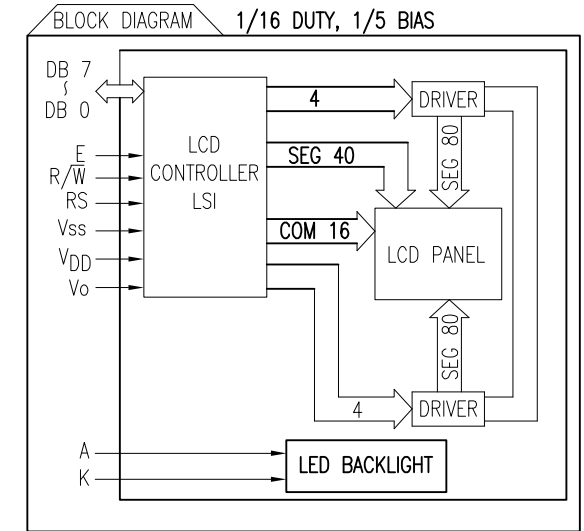 BLOCK DIAGRAM
1/16 DUTY, 1/5 BIAS
DB 7
∫
DB 0
E
R/W̅
RS
Vss
VDD
Vo
LCD
CONTROLLER
LSI
4
SEG 40
COM 16
4
DRIVER
SEG 80
LCD PANEL
SEG 80
DRIVER
A
K
LED BACKLIGHT